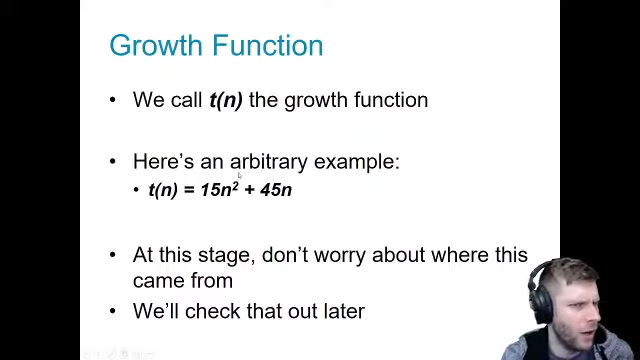 Growth Function
• We call t(n) the growth function
• Here's an arbitrary example:
• t(n) = 15n² + 45n
• At this stage, don't worry about where this
came from
• We'll check that out later